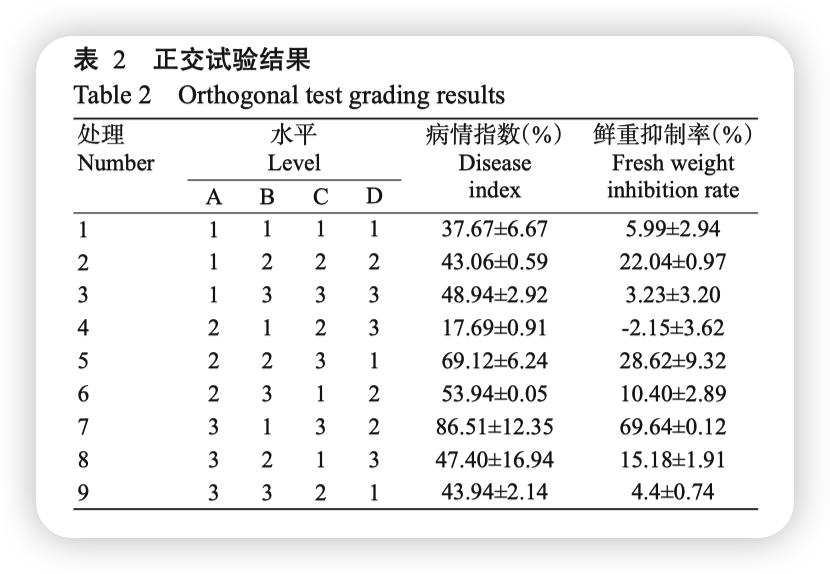 表 2 正交试验结果
Table 2 Orthogonal test grading results
处理 水平 病情指数(%) 鲜重抑制率(%)
Number Level Disease Fresh weight
index inhibition rate
A B C D
1 1 1 1 1 37.67±6.67 5.99±2.94
2 1 2 2 2 43.06±0.59 22.04±0.97
3 1 3 3 3 48.94±2.92 3.23±3.20
4 2 1 2 3 17.69±0.91 -2.15±3.62
5 2 2 3 1 69.12±6.24 28.62±9.32
6 2 3 1 2 53.94±0.05 10.40±2.89
7 3 1 3 2 86.51±12.35 69.64±0.12
8 3 2 1 3 47.40±16.94 15.18±1.91
9 3 3 2 1 43.94±2.14 4.4±0.74